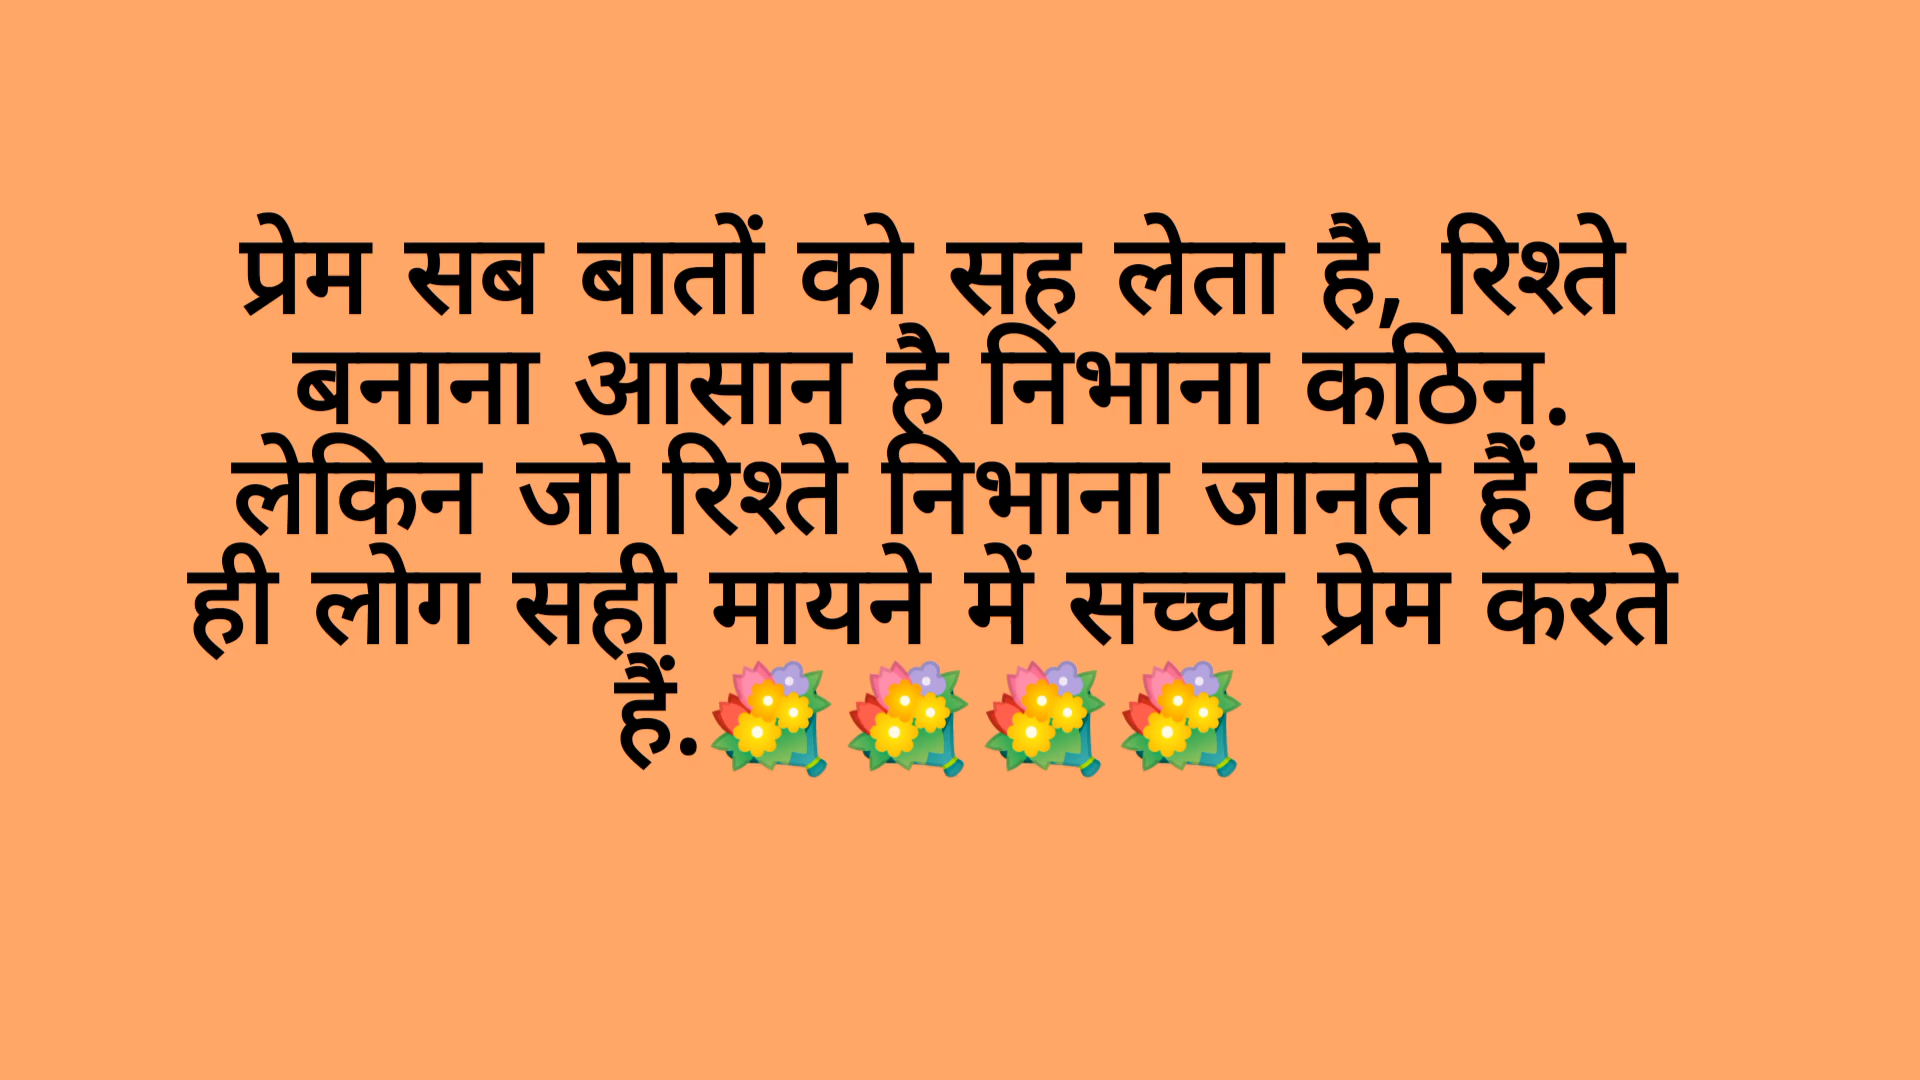 प्रेम सब बातों को सह लेता है, रिश्ते
बनाना आसान है निभाना कठिन.
लेकिन जो रिश्ते निभाना जानते हैं वे
ही लोग सही मायने में सच्चा प्रेम करते
हैं.💐💐💐💐